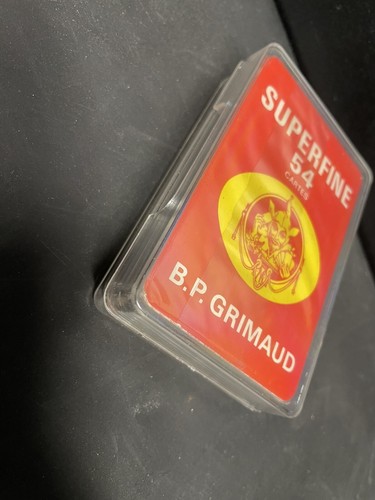 SUPERFINE
54
CARTES
B.P. GRIMAUD